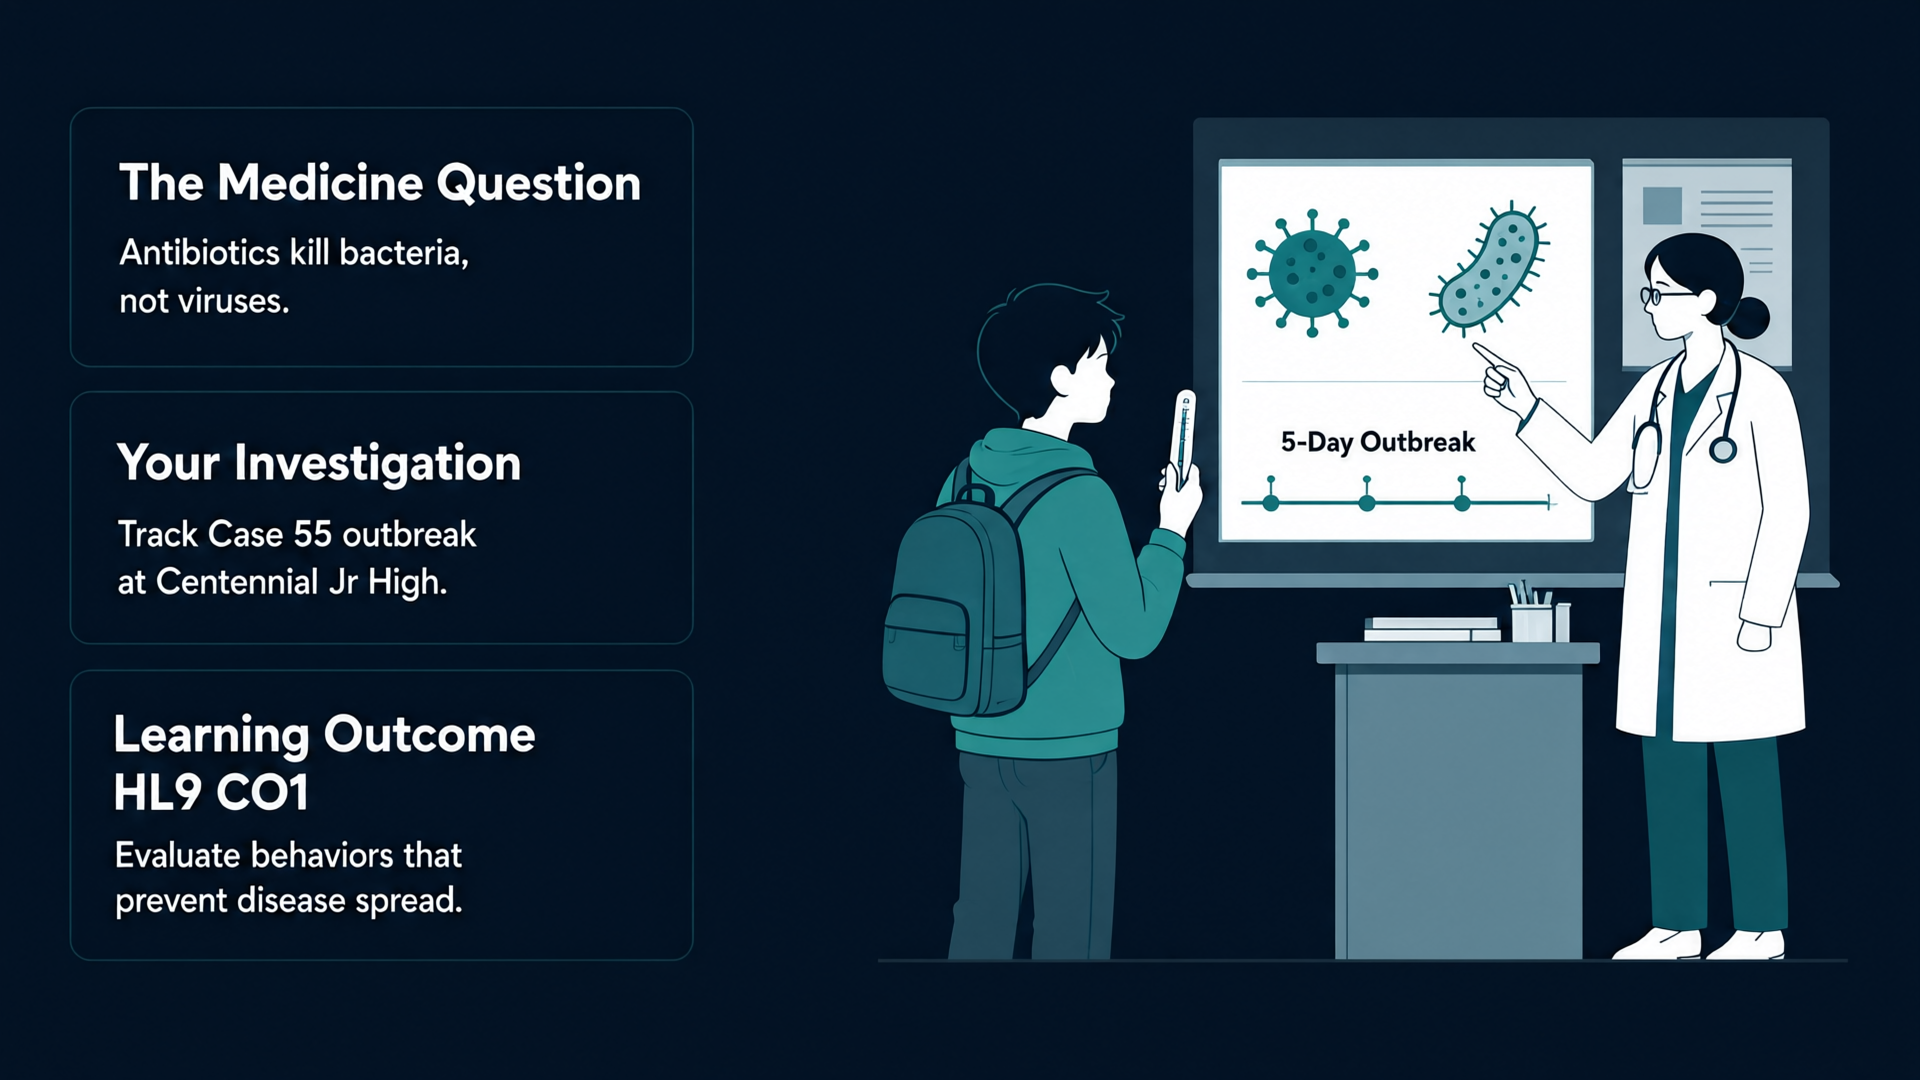 The Medicine Question
Antibiotics kill bacteria,
not viruses.
Your Investigation
Track Case 55 outbreak
at Centennial Jr High.
Learning Outcome
HL9 CO1
Evaluate behaviors that
prevent disease spread.
5-Day Outbreak